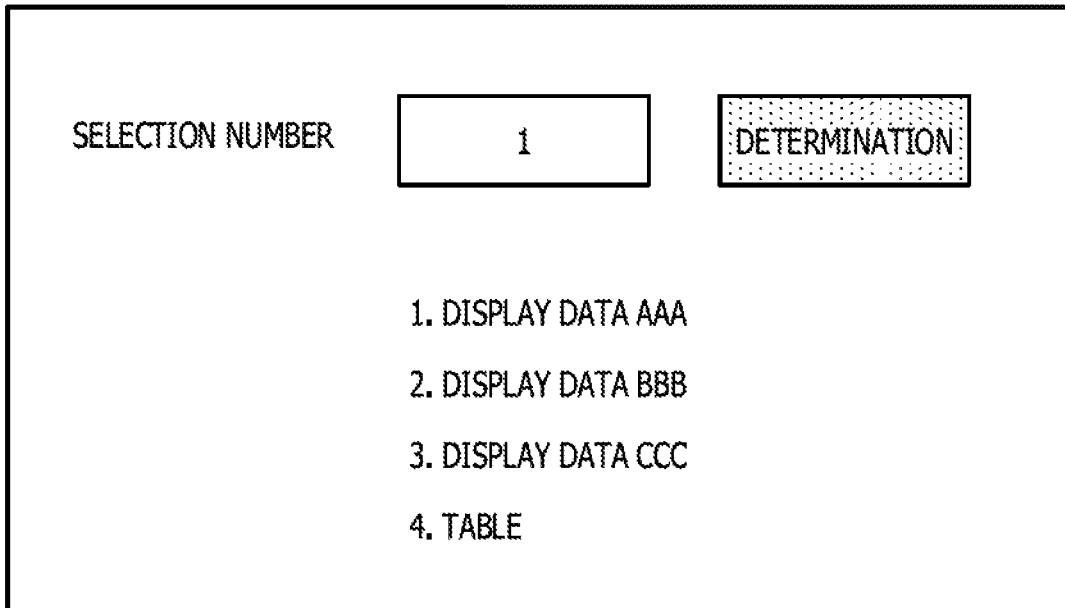 SELECTION NUMBER 1 DETERMINATION
1. DISPLAY DATA AAA
2. DISPLAY DATA BBB
3. DISPLAY DATA CCC
4. TABLE